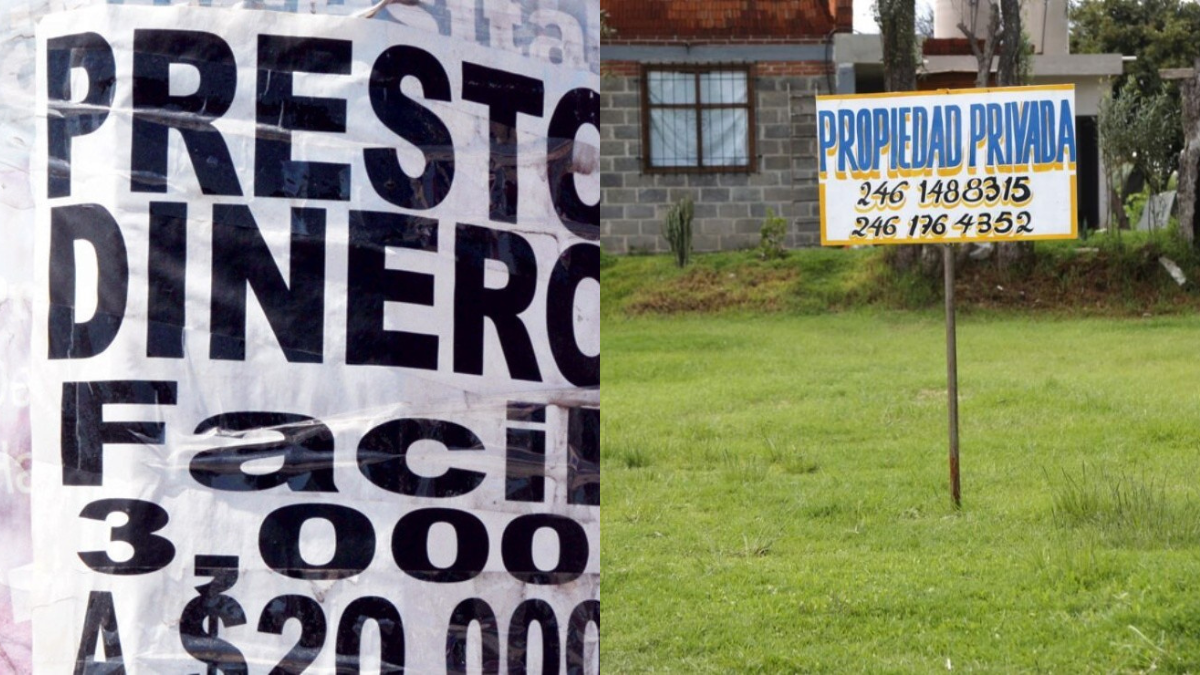 PRESTO
DINERO
Facil
3,000
A $20,000
PROPIEDAD PRIVADA
246 1488315
246 176 4352